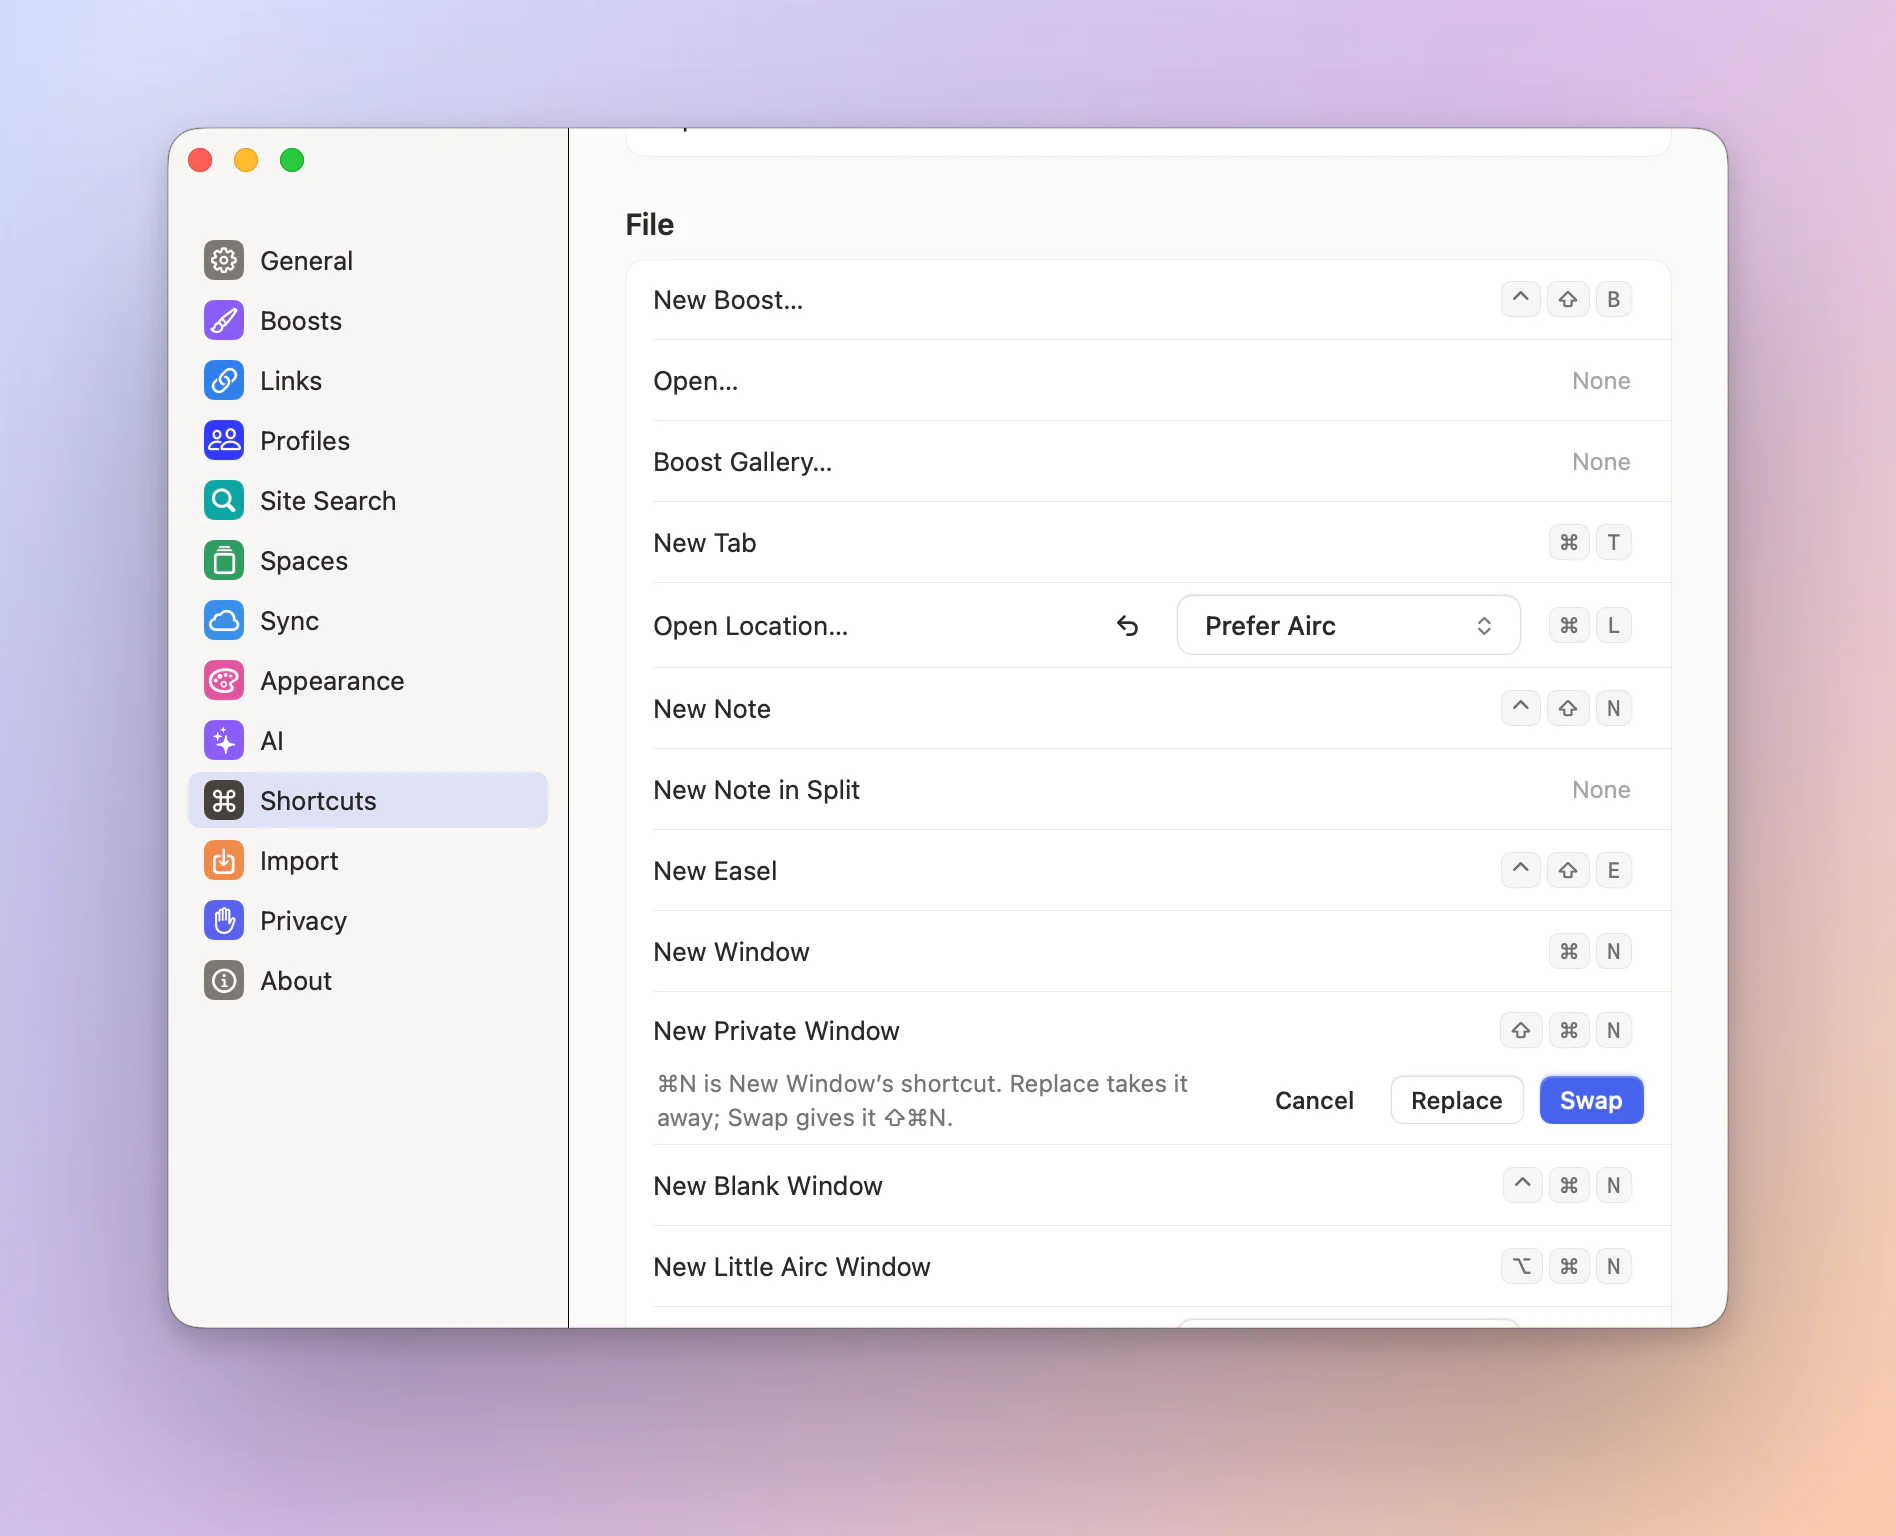 General
Boosts
Links
Profiles
Site Search
Spaces
Sync
Appearance
AI
Shortcuts
Import
Privacy
About
File
New Boost... ^ ⇧ B
Open... None
Boost Gallery... None
New Tab ⌘ T
Open Location... Prefer Airc ⌘ L
New Note ^ ⇧ N
New Note in Split None
New Easel ^ ⇧ E
New Window ⌘ N
New Private Window ⇧ ⌘ N
⌘N is New Window’s shortcut. Replace takes it
away; Swap gives it ⇧⌘N.
Cancel Replace Swap
New Blank Window ^ ⌘ N
New Little Airc Window ⌥ ⌘ N